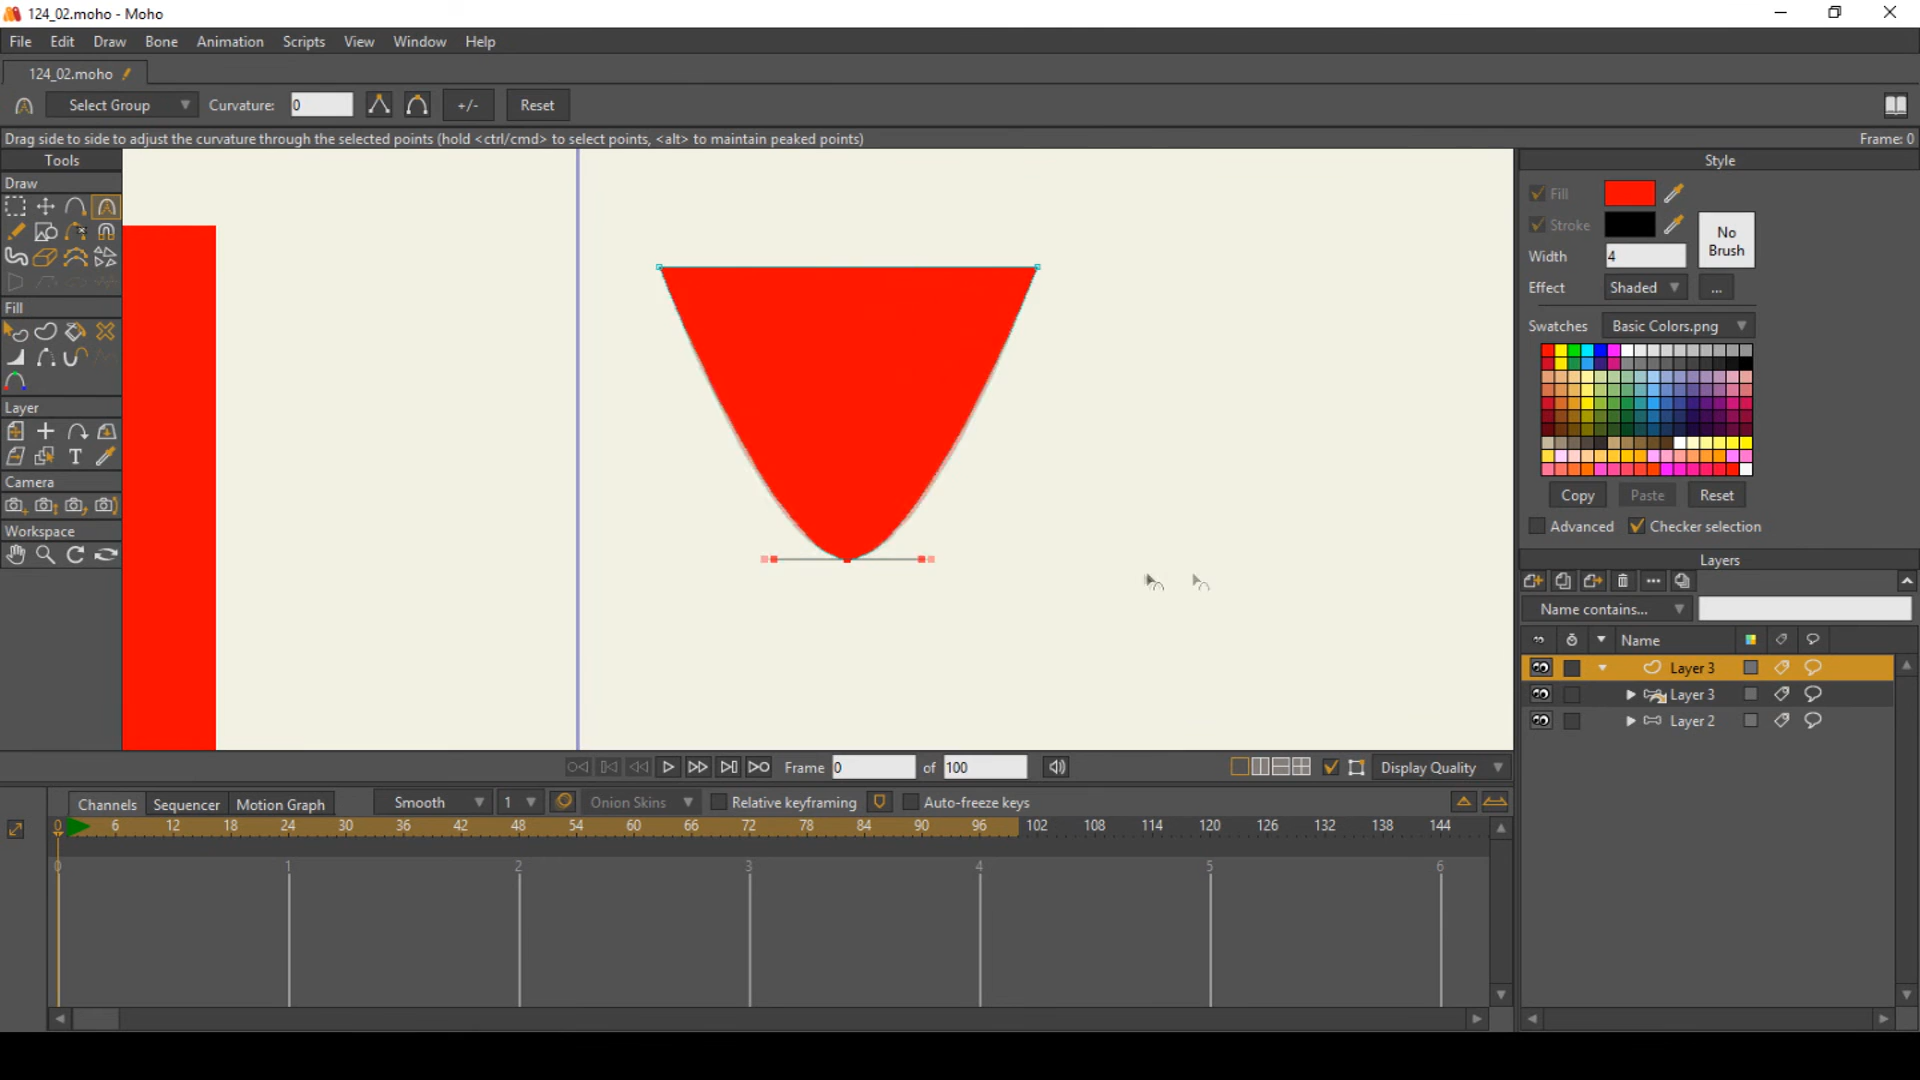 124_02.moho - Moho
File Edit Draw Bone Animation Scripts View Window Help
124_02.moho
Select Group Curvature: 0 +/- Reset
Drag side to side to adjust the curvature through the selected points (hold <ctrl/cmd> to select points, <alt> to maintain peaked points) Frame: 0
Tools
Draw
Fill
Layer
T
Camera
Workspace
Style
Fill
Stroke
No Brush
Width 4
Effect Shaded ...
Swatches Basic Colors.png
Copy Paste Reset
Advanced Checker selection
Layers
Name contains...
Name
Layer 3
Layer 3
Layer 2
Frame 0 of 100 Display Quality
Channels Sequencer Motion Graph Smooth 1 Onion Skins Relative keyframing Auto-freeze keys
0 6 12 18 24 30 36 42 48 54 60 66 72 78 84 90 96 102 108 114 120 126 132 138 144
0 1 2 3 4 5 6